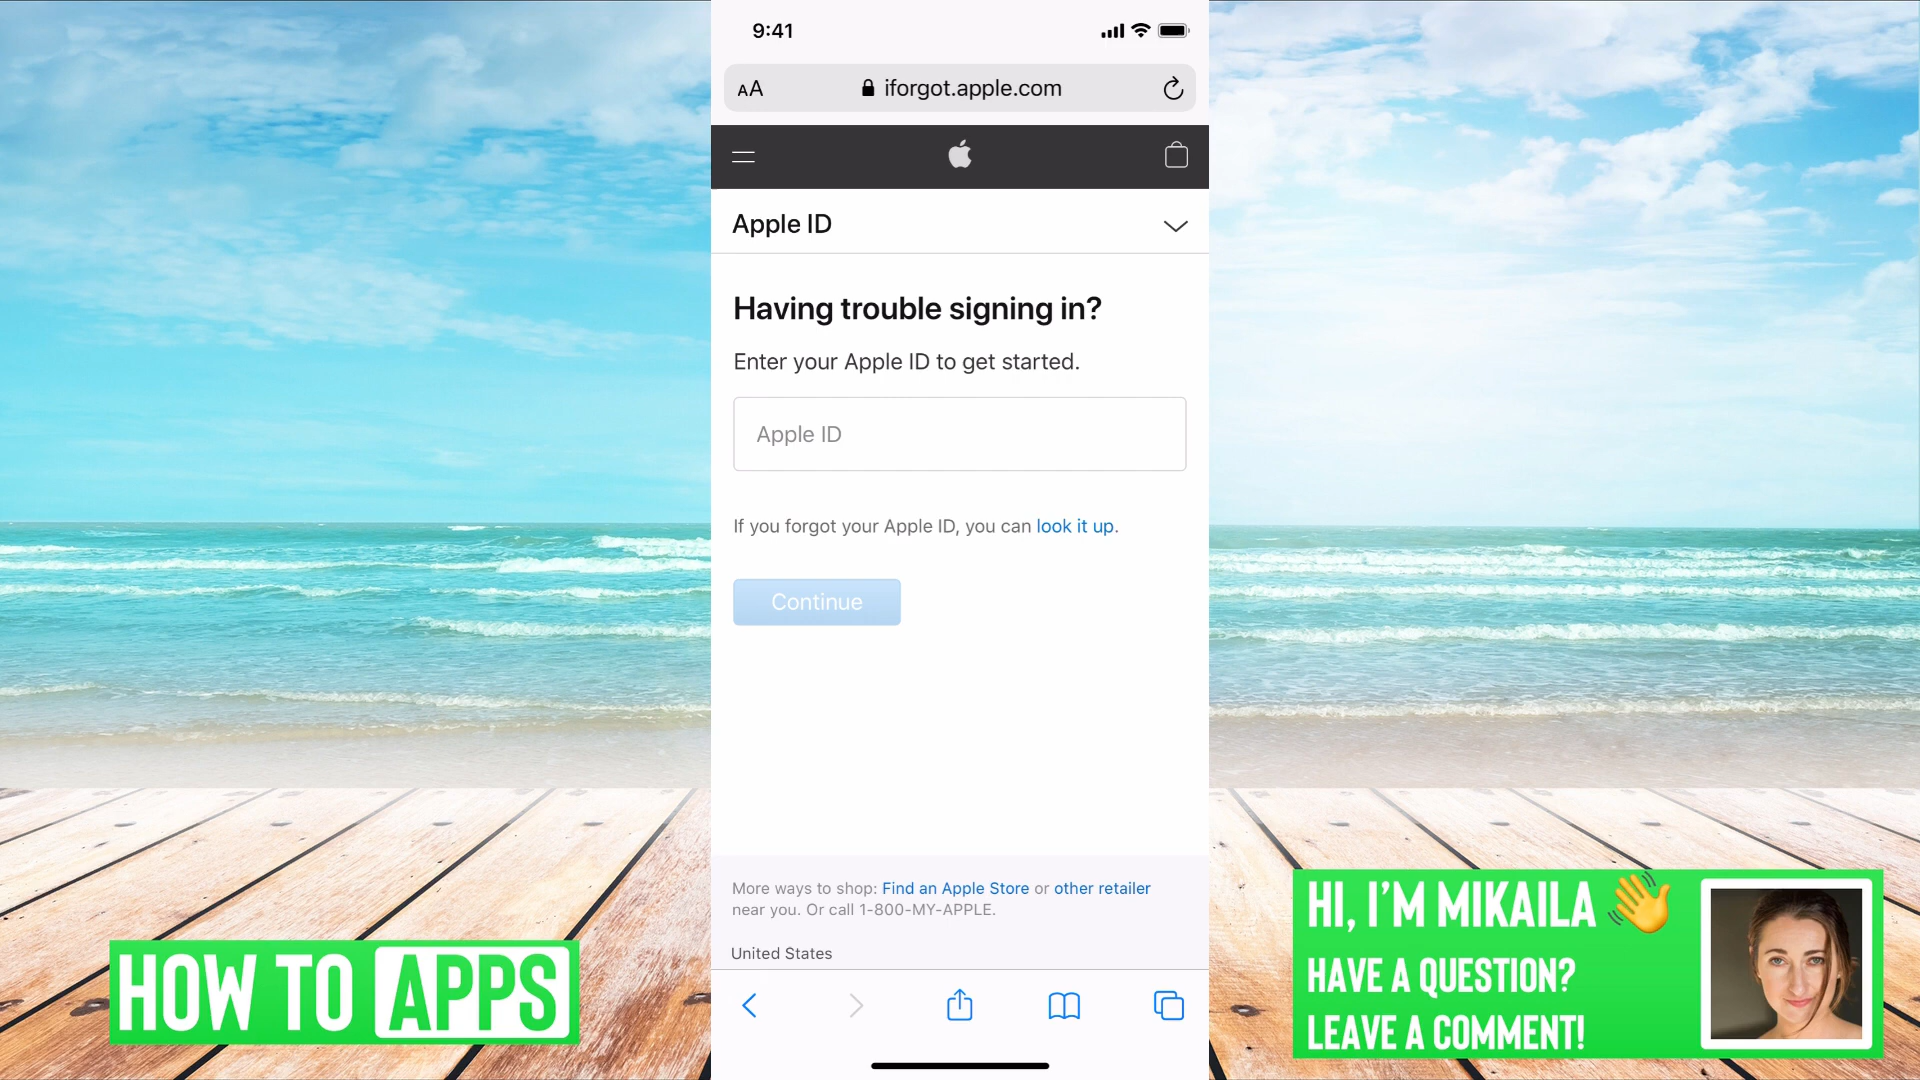 9:41
AA
iforgot.apple.com
Apple ID
Having trouble signing in?
Enter your Apple ID to get started.
Apple ID
If you forgot your Apple ID, you can look it up.
Continue
More ways to shop: Find an Apple Store or other retailer
near you. Or call 1-800-MY-APPLE.
United States
HOW TO APPS
HI, I'M MIKAILA
HAVE A QUESTION?
LEAVE A COMMENT!